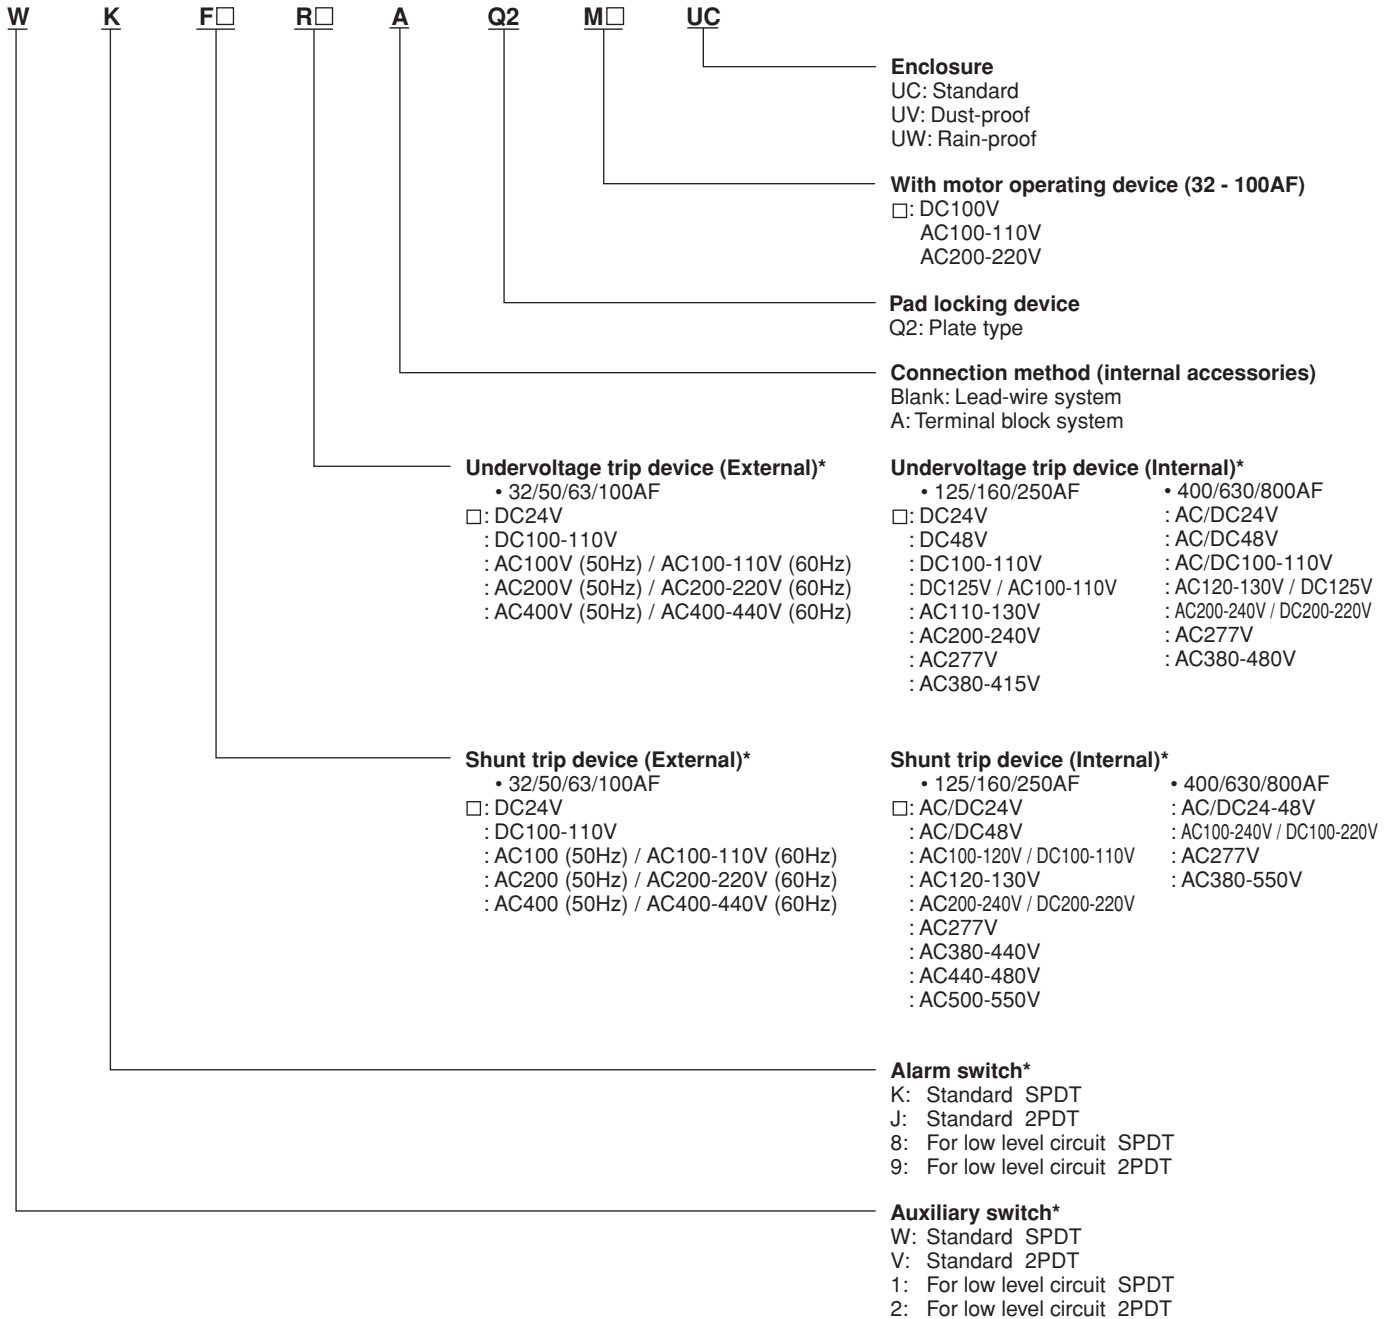 W K F□ R□ A Q2 M□ UC
Enclosure
UC: Standard
UV: Dust-proof
UW: Rain-proof
With motor operating device (32 - 100AF)
□: DC100V
AC100-110V
AC200-220V
Pad locking device
Q2: Plate type
Connection method (internal accessories)
Blank: Lead-wire system
A: Terminal block system
Undervoltage trip device (External)*
• 32/50/63/100AF
□: DC24V
: DC100-110V
: AC100V (50Hz) / AC100-110V (60Hz)
: AC200V (50Hz) / AC200-220V (60Hz)
: AC400V (50Hz) / AC400-440V (60Hz)
Undervoltage trip device (Internal)*
• 125/160/250AF
□: DC24V
: DC48V
: DC100-110V
: DC125V / AC100-110V
: AC110-130V
: AC200-240V
: AC277V
: AC380-415V
• 400/630/800AF
: AC/DC24V
: AC/DC48V
: AC/DC100-110V
: AC120-130V / DC125V
: AC200-240V / DC200-220V
: AC277V
: AC380-480V
Shunt trip device (External)*
• 32/50/63/100AF
□: DC24V
: DC100-110V
: AC100 (50Hz) / AC100-110V (60Hz)
: AC200 (50Hz) / AC200-220V (60Hz)
: AC400 (50Hz) / AC400-440V (60Hz)
Shunt trip device (Internal)*
• 125/160/250AF
□: AC/DC24V
: AC/DC48V
: AC100-120V / DC100-110V
: AC120-130V
: AC200-240V / DC200-220V
: AC277V
: AC380-440V
: AC440-480V
: AC500-550V
• 400/630/800AF
: AC/DC24-48V
: AC100-240V / DC100-220V
: AC277V
: AC380-550V
Alarm switch*
K: Standard SPDT
J: Standard 2PDT
8: For low level circuit SPDT
9: For low level circuit 2PDT
Auxiliary switch*
W: Standard SPDT
V: Standard 2PDT
1: For low level circuit SPDT
2: For low level circuit 2PDT